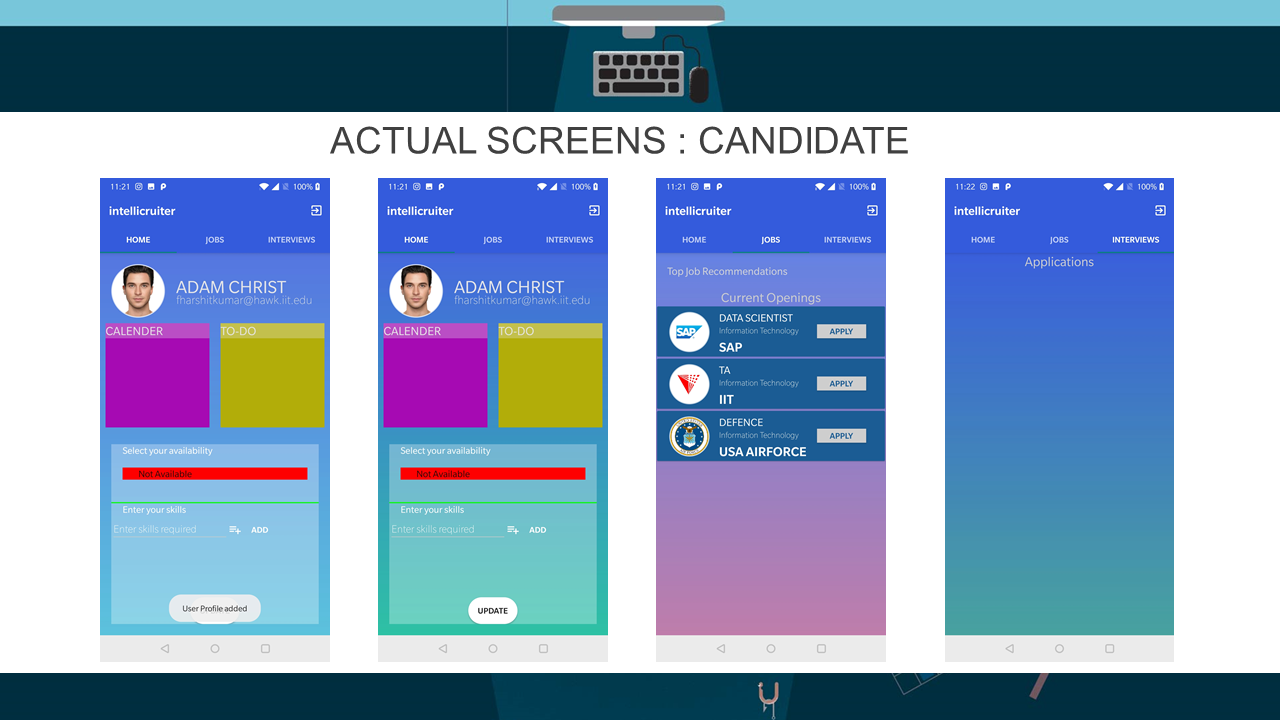 ACTUAL SCREENS : CANDIDATE
11:21
100%
intellicruiter
HOME JOBS INTERVIEWS
ADAM CHRIST
fharshitkumar@hawk.iit.edu
CALENDER TO-DO
Select your availability
Not Available
Enter your skills
Enter skills required ADD
User Profile added
11:21
100%
intellicruiter
HOME JOBS INTERVIEWS
ADAM CHRIST
fharshitkumar@hawk.iit.edu
CALENDER TO-DO
Select your availability
Not Available
Enter your skills
Enter skills required ADD
UPDATE
11:21
100%
intellicruiter
HOME JOBS INTERVIEWS
Top Job Recommendations
Current Openings
SAP
DATA SCIENTIST
Information Technology
SAP
APPLY
TA
Information Technology
IIT
APPLY
DEFENCE
Information Technology
USA AIRFORCE
APPLY
11:22
100%
intellicruiter
HOME JOBS INTERVIEWS
Applications